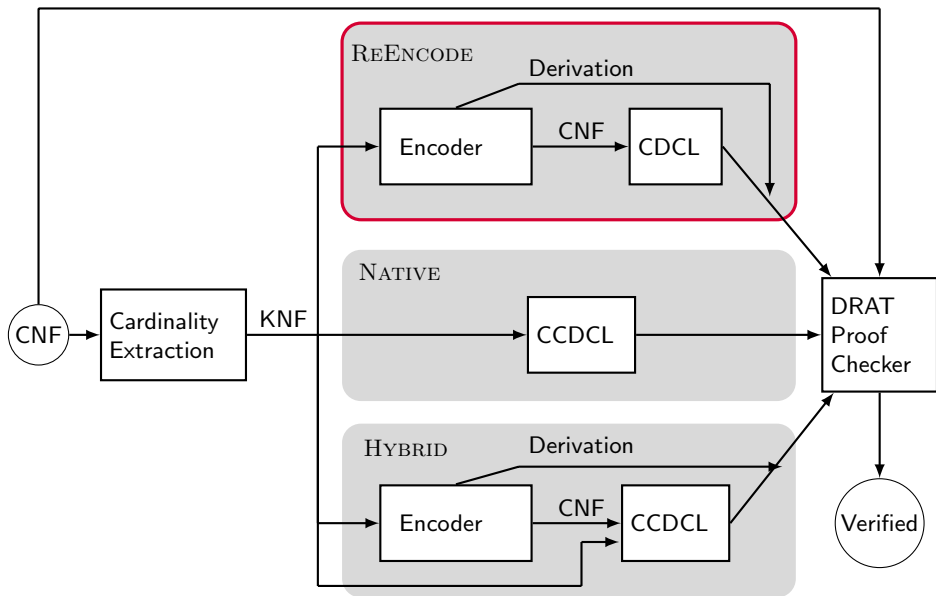 REENCODE
Derivation
Encoder
CNF
CDCL
NATIVE
CNF
Cardinality
Extraction
KNF
CCDCL
DRAT
Proof
Checker
HYBRID
Derivation
Encoder
CNF
CCDCL
Verified